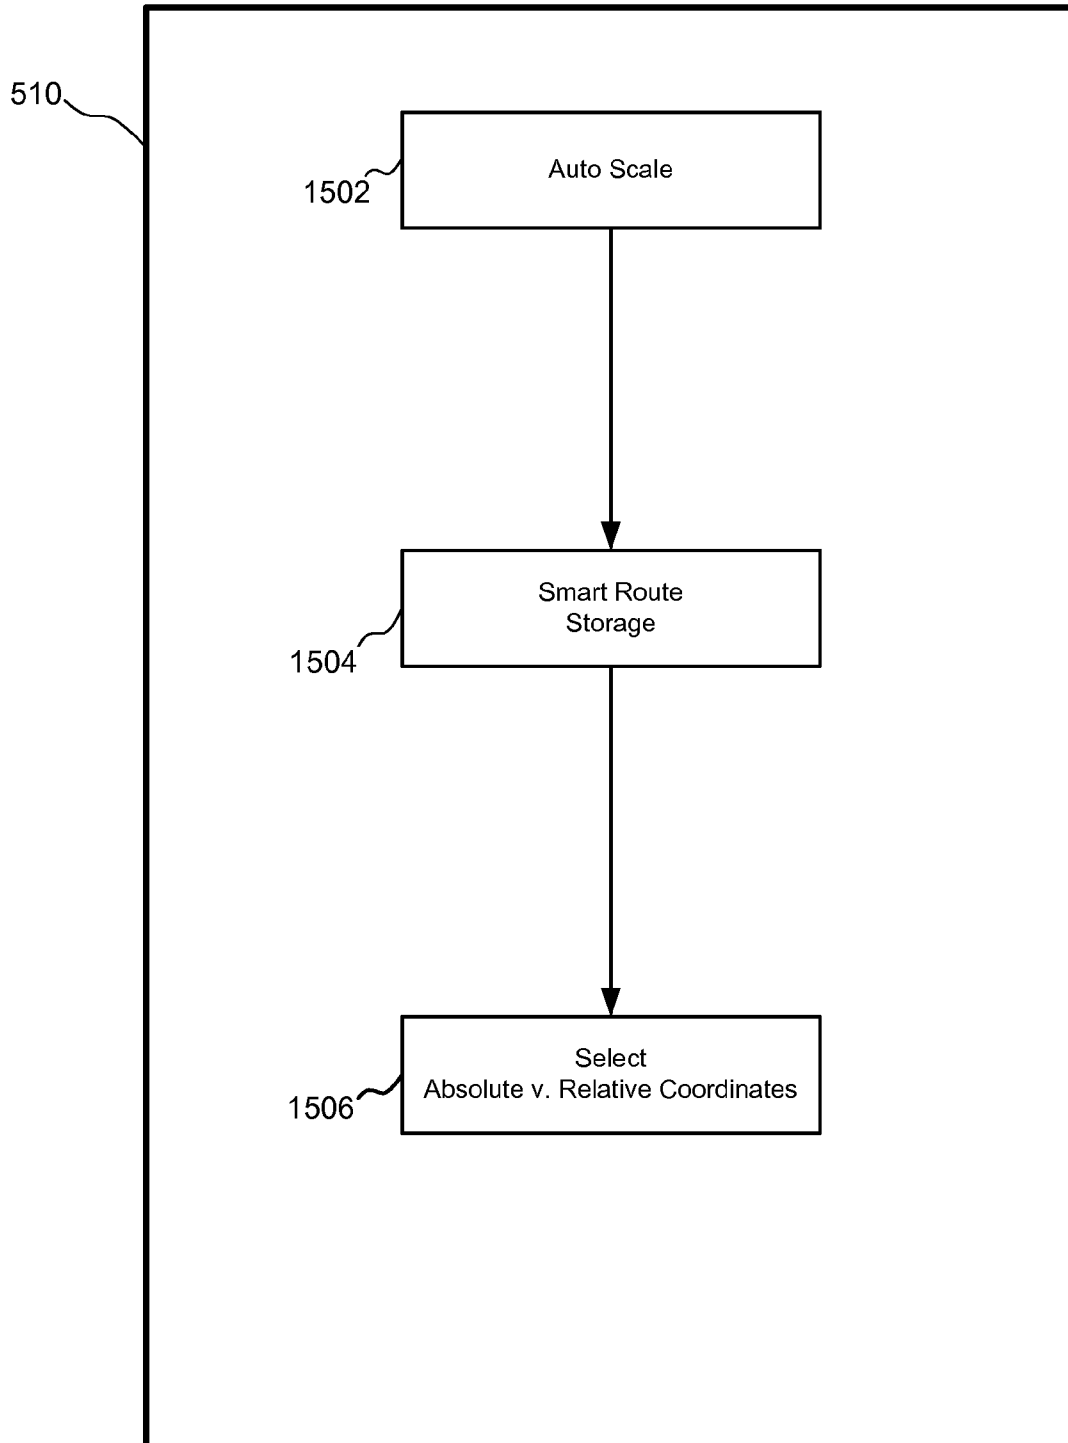 510
Auto Scale
1502
Smart Route
Storage
1504
Select
Absolute v. Relative Coordinates
1506